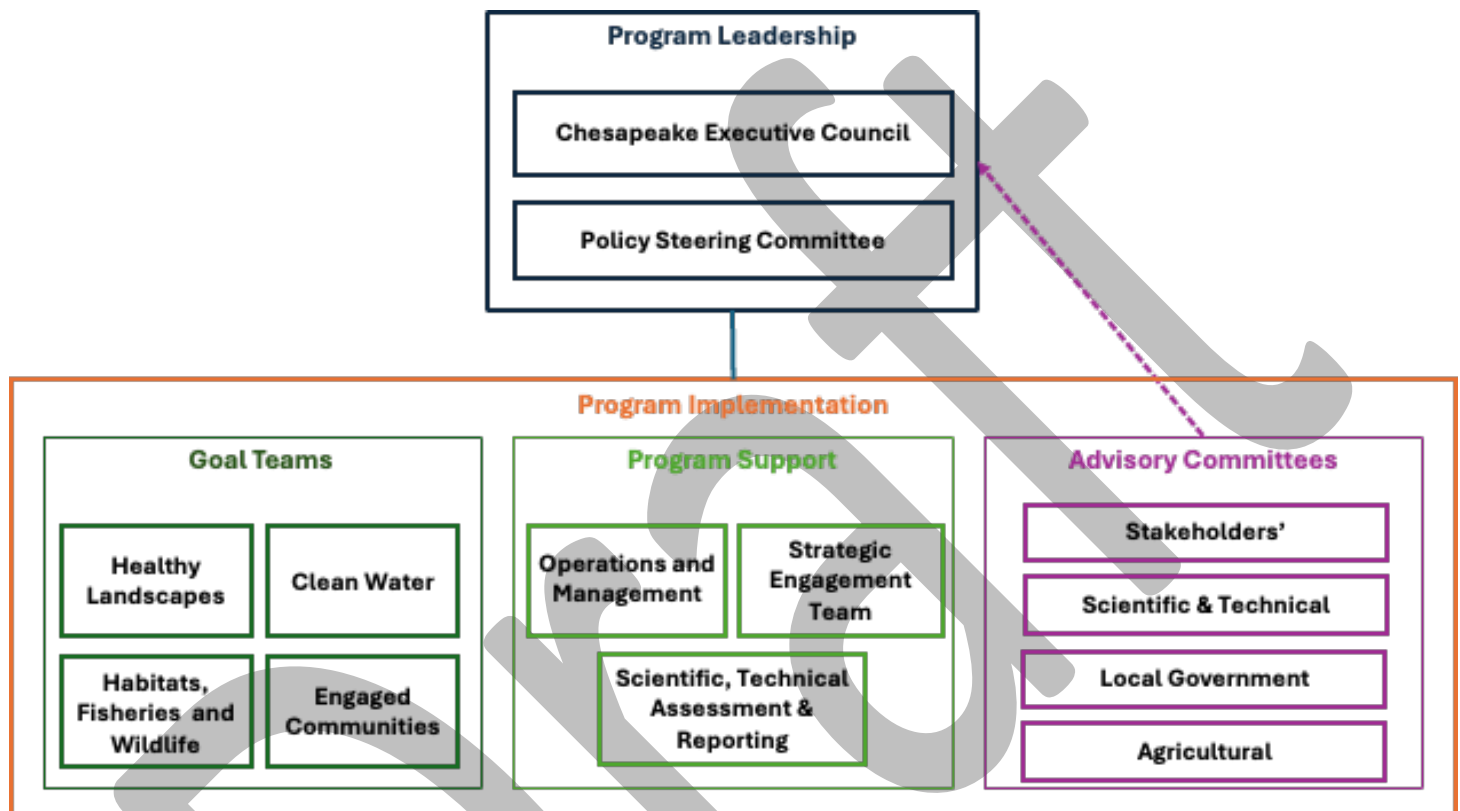 Program Leadership
Chesapeake Executive Council
Policy Steering Committee
Program Implementation
Goal Teams
Healthy
Landscapes
Clean Water
Habitats,
Fisheries and
Wildlife
Engaged
Communities
Program Support
Operations and
Management
Strategic
Engagement
Team
Scientific, Technical
Assessment &
Reporting
Advisory Committees
Stakeholders’
Scientific & Technical
Local Government
Agricultural
Draft